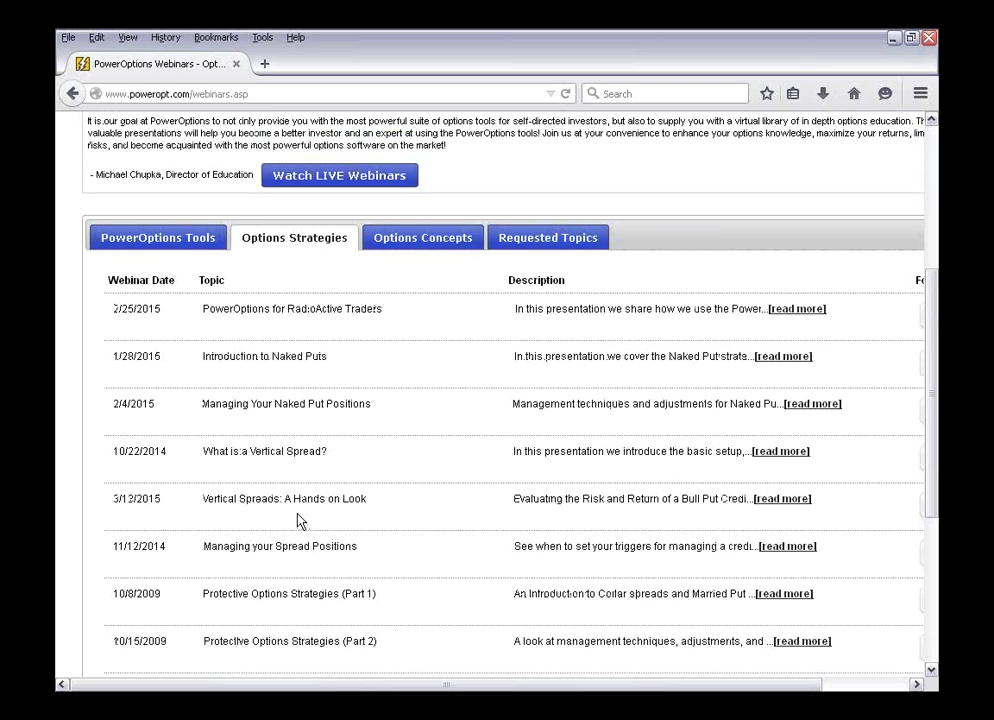 File Edit View History Bookmarks Tools Help
PowerOptions Webinars - Opt...
www.poweropt.com/webinars.asp
Search
It is our goal at PowerOptions to not only provide you with the most powerful suite of options tools for self-directed investors, but also to supply you with a virtual library of in depth options education. Th
valuable presentations will help you become a better investor and an expert at using the PowerOptions tools! Join us at your convenience to enhance your options knowledge, maximize your returns, lim
risks, and become acquainted with the most powerful options software on the market!
- Michael Chupka, Director of Education Watch LIVE Webinars
PowerOptions Tools Options Strategies Options Concepts Requested Topics
Webinar Date Topic Description Fo
2/25/2015 PowerOptions for RadioActive Traders In this presentation we share how we use the Power...[read more]
1/28/2015 Introduction to Naked Puts In this presentation we cover the Naked Put strate...[read more]
2/4/2015 Managing Your Naked Put Positions Management techniques and adjustments for Naked Pu...[read more]
10/22/2014 What is a Vertical Spread? In this presentation we introduce the basic setup,...[read more]
3/12/2015 Vertical Spreads: A Hands on Look Evaluating the Risk and Return of a Bull Put Credi...[read more]
11/12/2014 Managing your Spread Positions See when to set your triggers for managing a credi...[read more]
10/8/2009 Protective Options Strategies (Part 1) An Introduction to Collar spreads and Married Put ...[read more]
10/15/2009 Protective Options Strategies (Part 2) A look at management techniques, adjustments, and ...[read more]